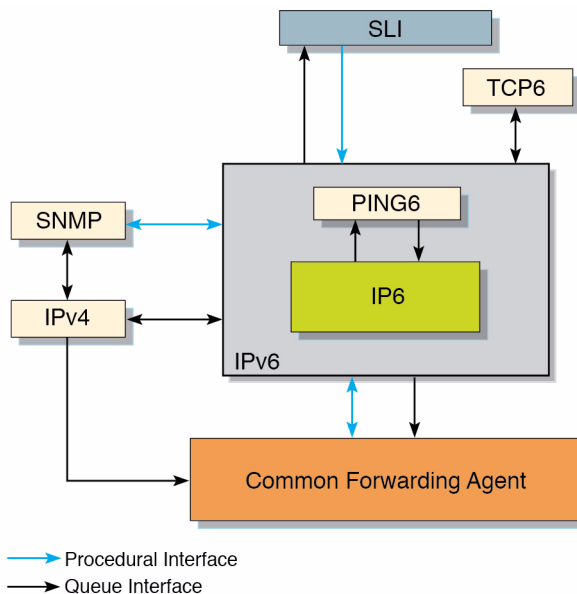 SLI
TCP6
PING6
SNMP
IP6
IPv4
IPv6
Common Forwarding Agent
Procedural Interface
Queue Interface